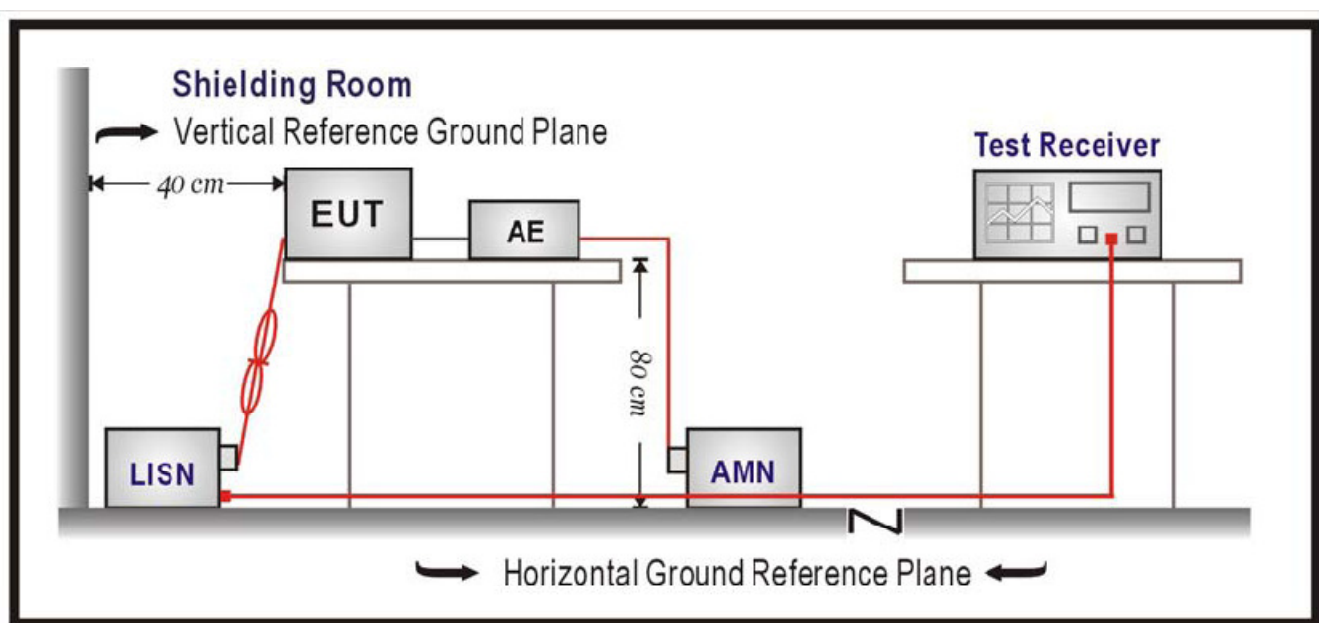 Shielding Room
Vertical Reference Ground Plane
Test Receiver
40 cm
EUT
AE
80 cm
LISN
AMN
Horizontal Ground Reference Plane